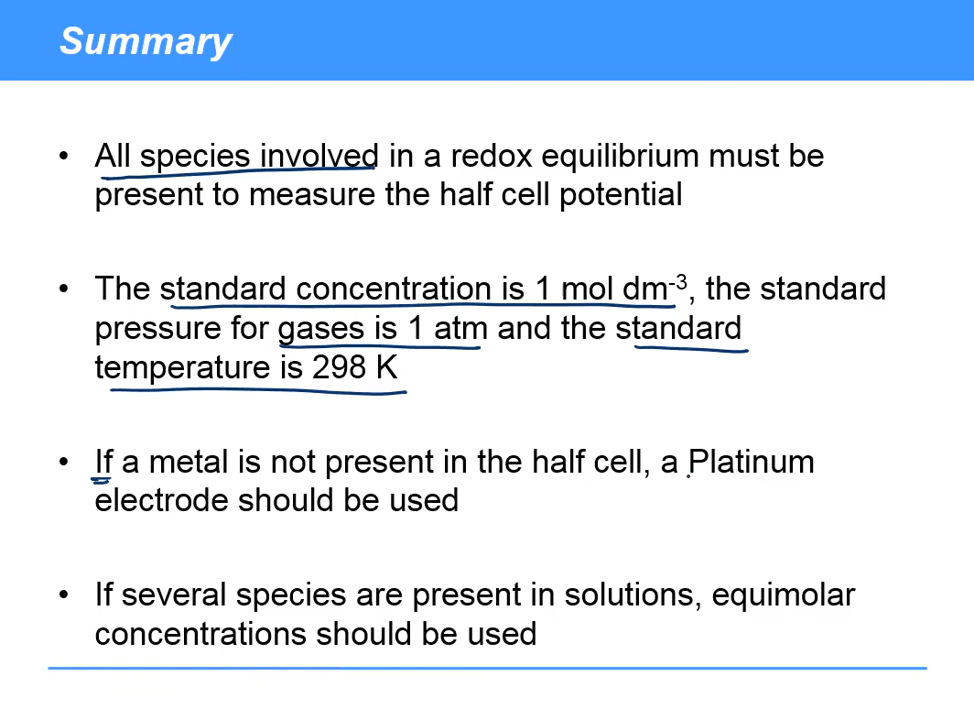 Summary
• All species involved in a redox equilibrium must be
present to measure the half cell potential
• The standard concentration is 1 mol dm⁻³, the standard
pressure for gases is 1 atm and the standard
temperature is 298 K
• If a metal is not present in the half cell, a Platinum
electrode should be used
• If several species are present in solutions, equimolar
concentrations should be used